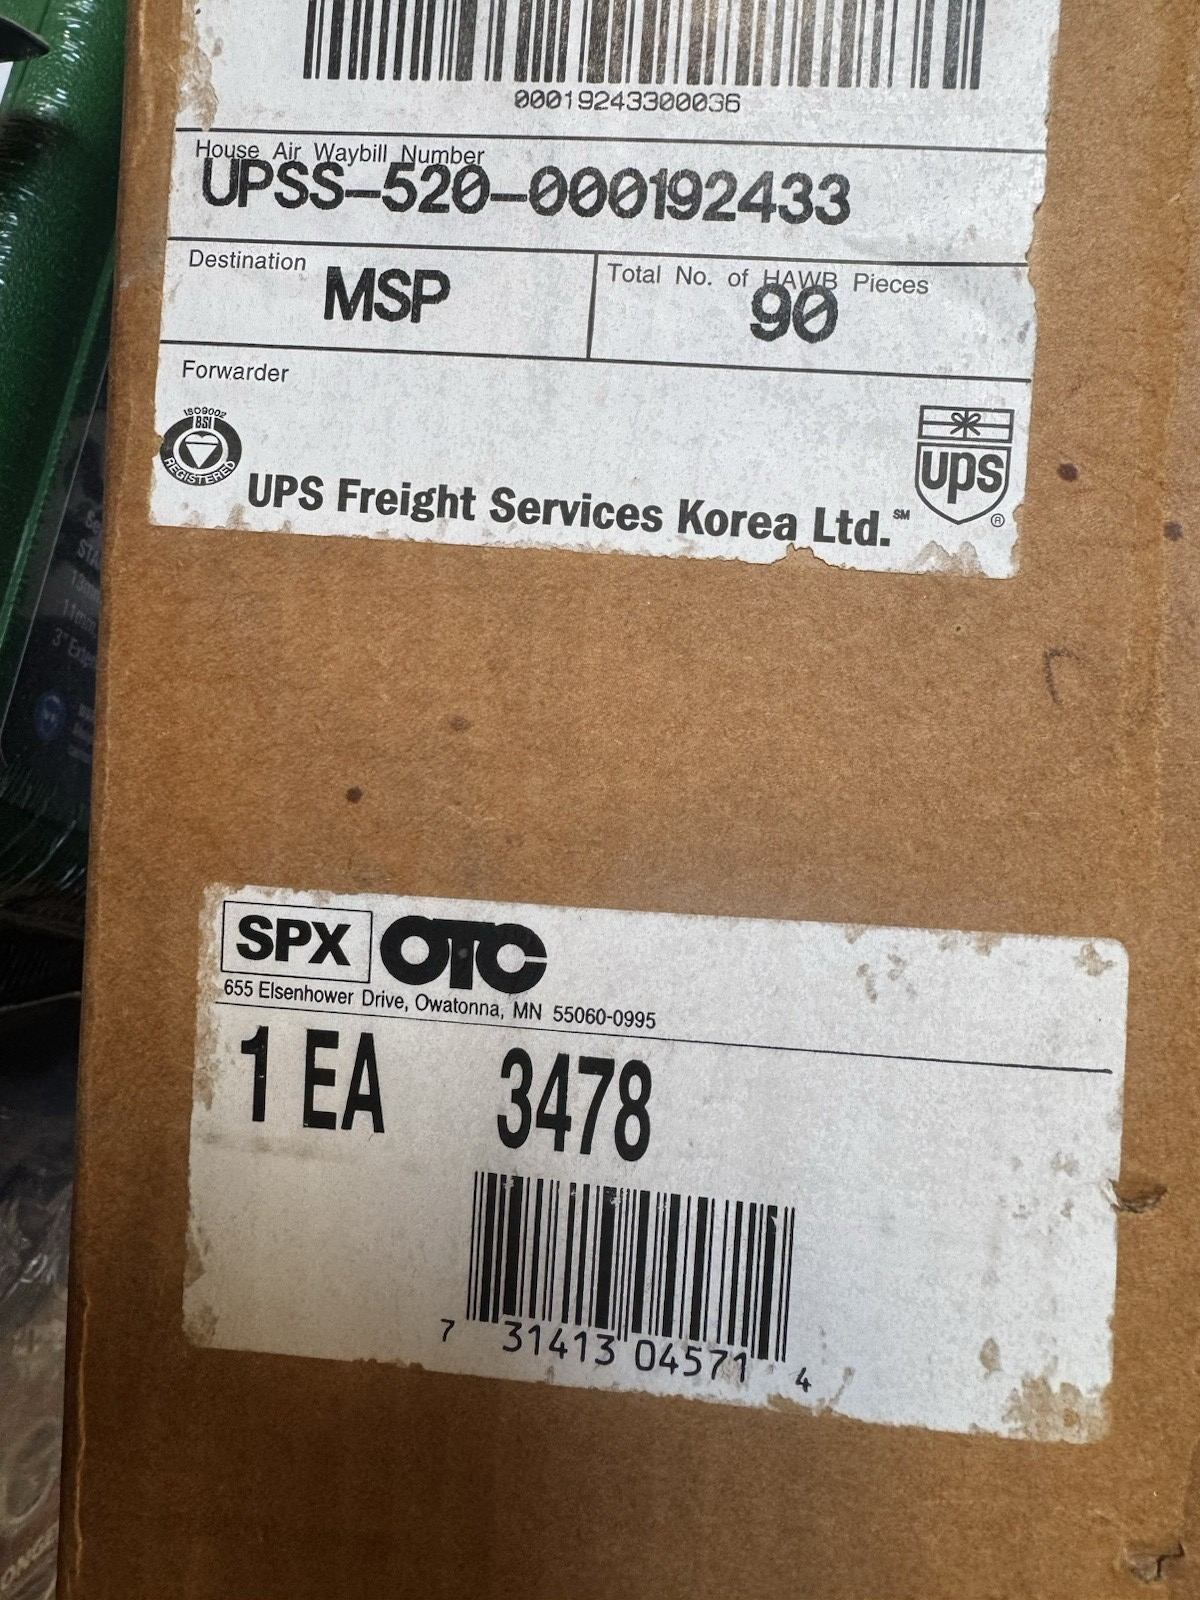 00019243300036
House Air Waybill Number
UPSS-520-000192433
Destination
MSP
Total No. of HAWB Pieces
90
Forwarder
ISO9002
BSI
REGISTERED
UPS Freight Services Korea Ltd.℠
ups
®
3" Exte
SPX OTC
655 Eisenhower Drive, Owatonna, MN 55060-0995
1 EA 3478
7 31413 04571 4